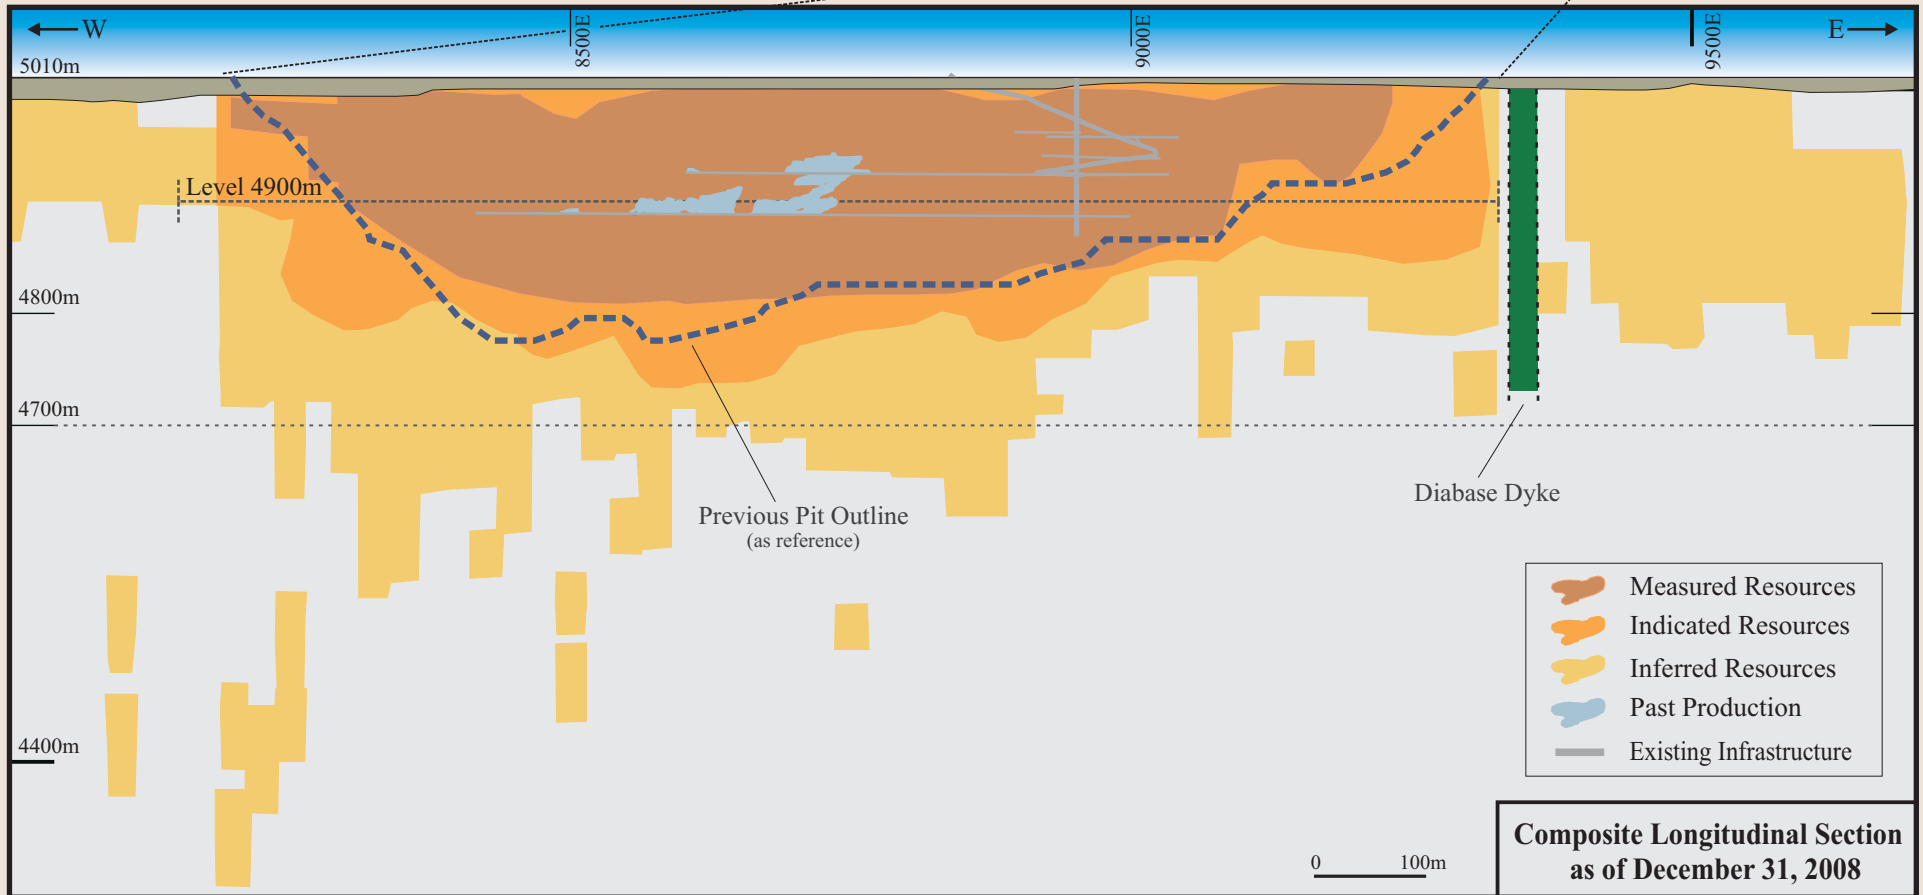 W
8500E
9000E
9500E
E
5010m
Level 4900m
4800m
4700m
4400m
Previous Pit Outline
(as reference)
Diabase Dyke
Measured Resources
Indicated Resources
Inferred Resources
Past Production
Existing Infrastructure
0 100m
Composite Longitudinal Section
as of December 31, 2008